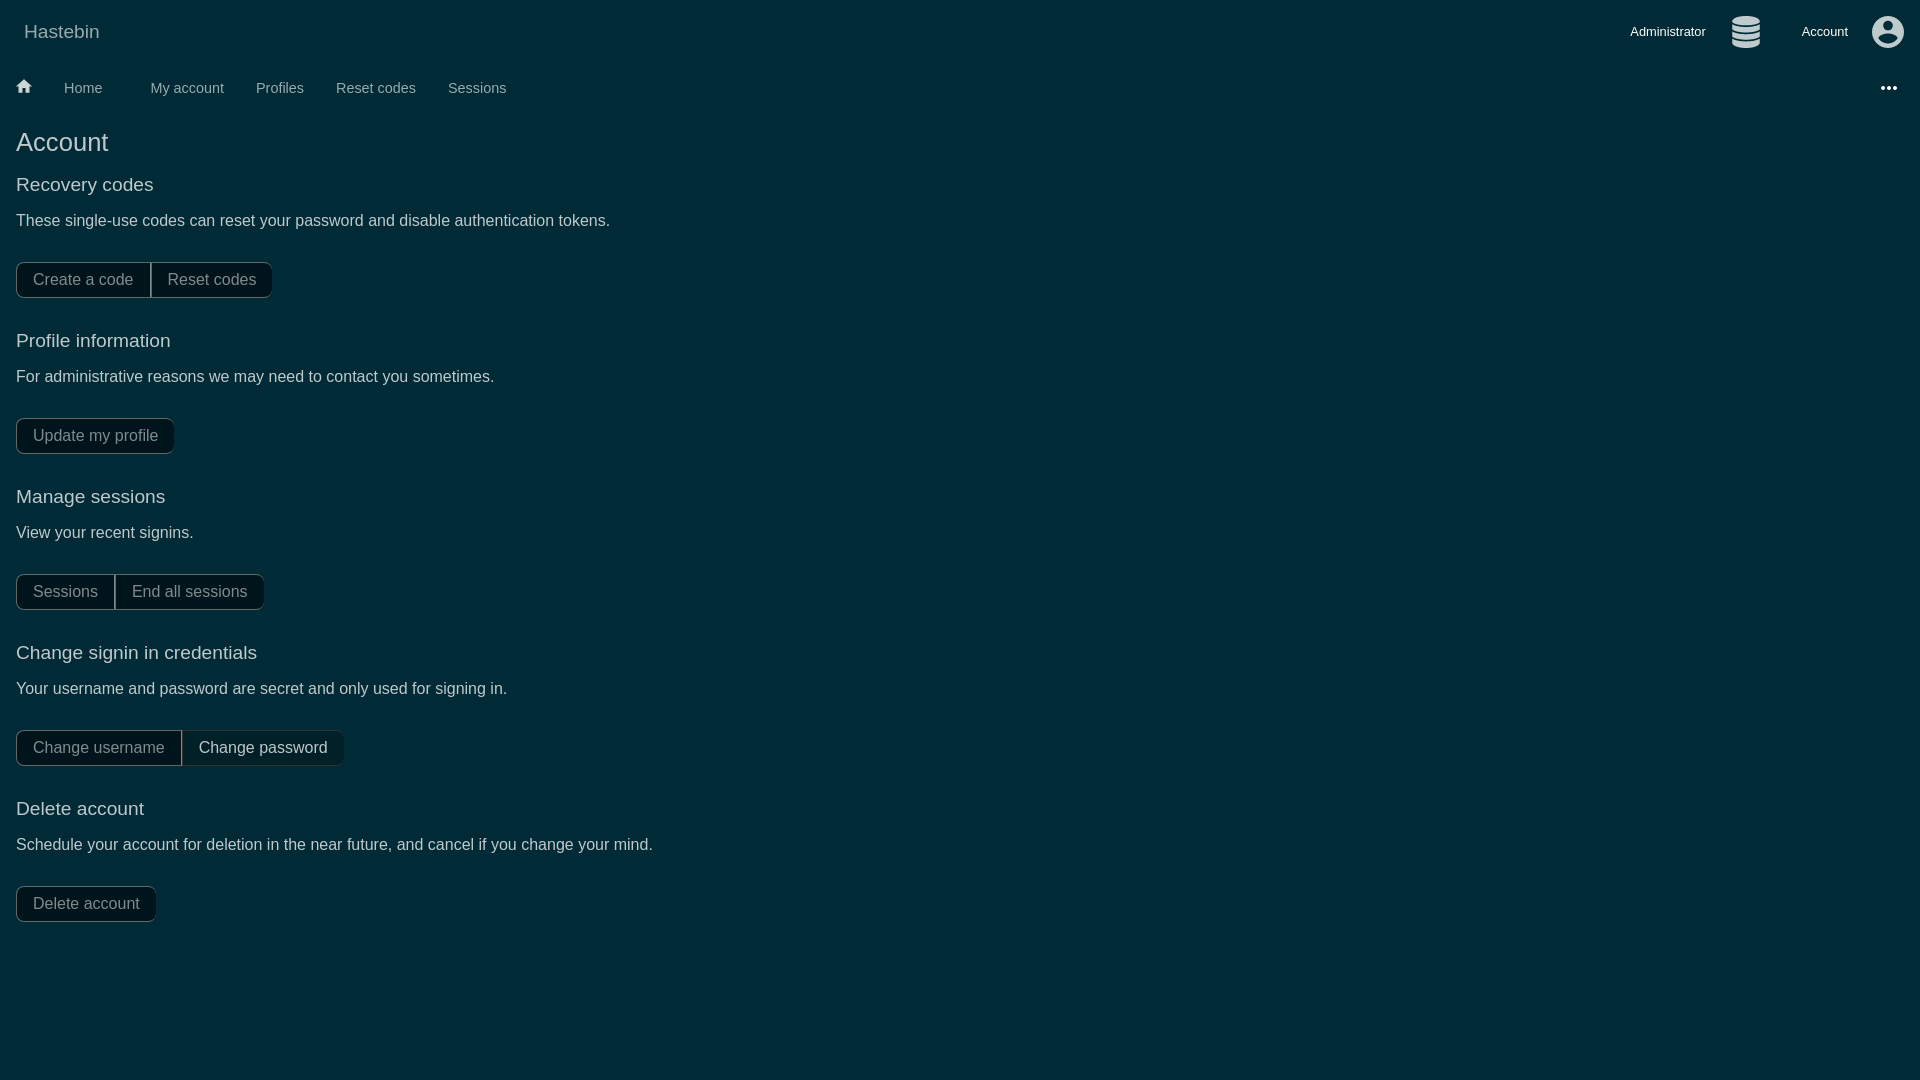 Hastebin
Administrator
Account
Home
My account
Profiles
Reset codes
Sessions
Account
Recovery codes
These single-use codes can reset your password and disable authentication tokens.
Create a code
Reset codes
Profile information
For administrative reasons we may need to contact you sometimes.
Update my profile
Manage sessions
View your recent signins.
Sessions
End all sessions
Change signin in credentials
Your username and password are secret and only used for signing in.
Change username
Change password
Delete account
Schedule your account for deletion in the near future, and cancel if you change your mind.
Delete account